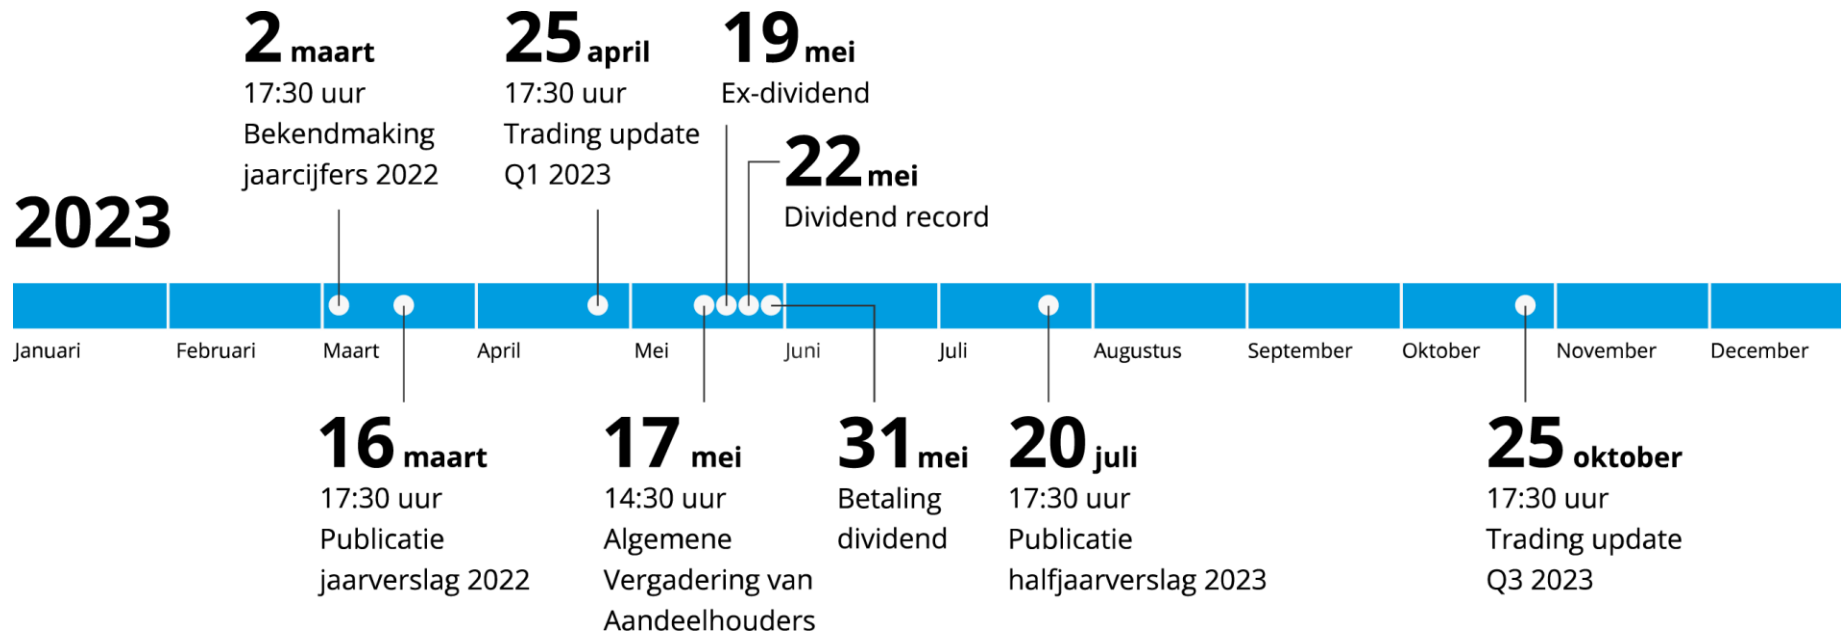 2 maart
17:30 uur
Bekendmaking
jaarcijfers 2022
25 april
17:30 uur
Trading update
Q1 2023
19 mei
Ex-dividend
22 mei
Dividend record
2023
Januari
Februari
Maart
April
Mei
Juni
Juli
Augustus
September
Oktober
November
December
16 maart
17:30 uur
Publicatie
jaarverslag 2022
17 mei
14:30 uur
Algemene
Vergadering van
Aandeelhouders
31 mei
Betaling
dividend
20 juli
17:30 uur
Publicatie
halfjaarverslag 2023
25 oktober
17:30 uur
Trading update
Q3 2023